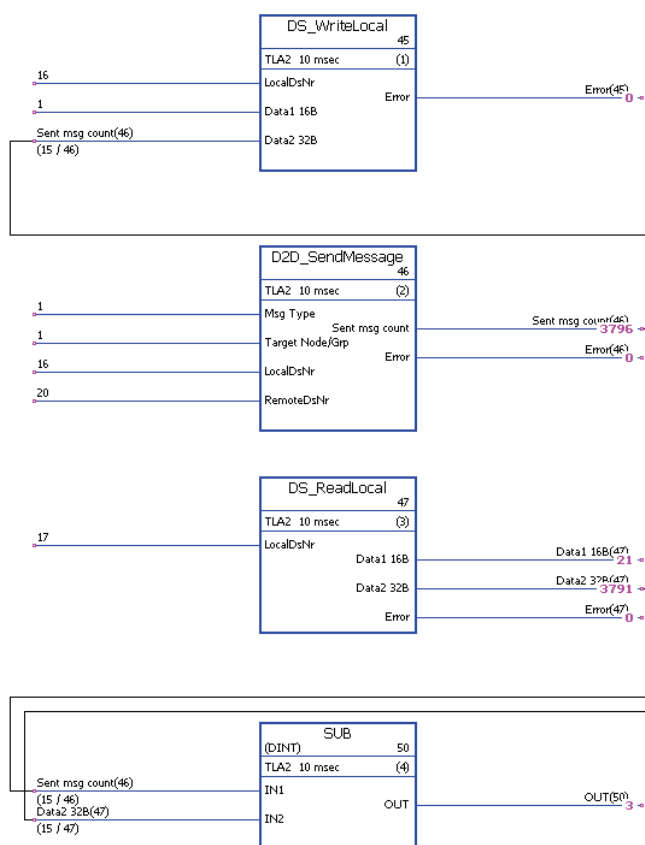 DS_WriteLocal
45
TLA2 10 msec (1)
16 LocalDsNr
Error Error(45) 0
1 Data1 16B
Sent msg count(46) Data2 32B
(15 / 46)
D2D_SendMessage
46
TLA2 10 msec (2)
1 Msg Type
Sent msg count Sent msg count(46) 3796
1 Target Node/Grp
Error Error(46) 0
16 LocalDsNr
20 RemoteDsNr
DS_ReadLocal
47
TLA2 10 msec (3)
17 LocalDsNr
Data1 16B Data1 16B(47) 21
Data2 32B Data2 32B(47) 3791
Error Error(47) 0
SUB
(DINT) 50
TLA2 10 msec (4)
Sent msg count(46) IN1
(15 / 46)
OUT OUT(50) 3
Data2 32B(47) IN2
(15 / 47)